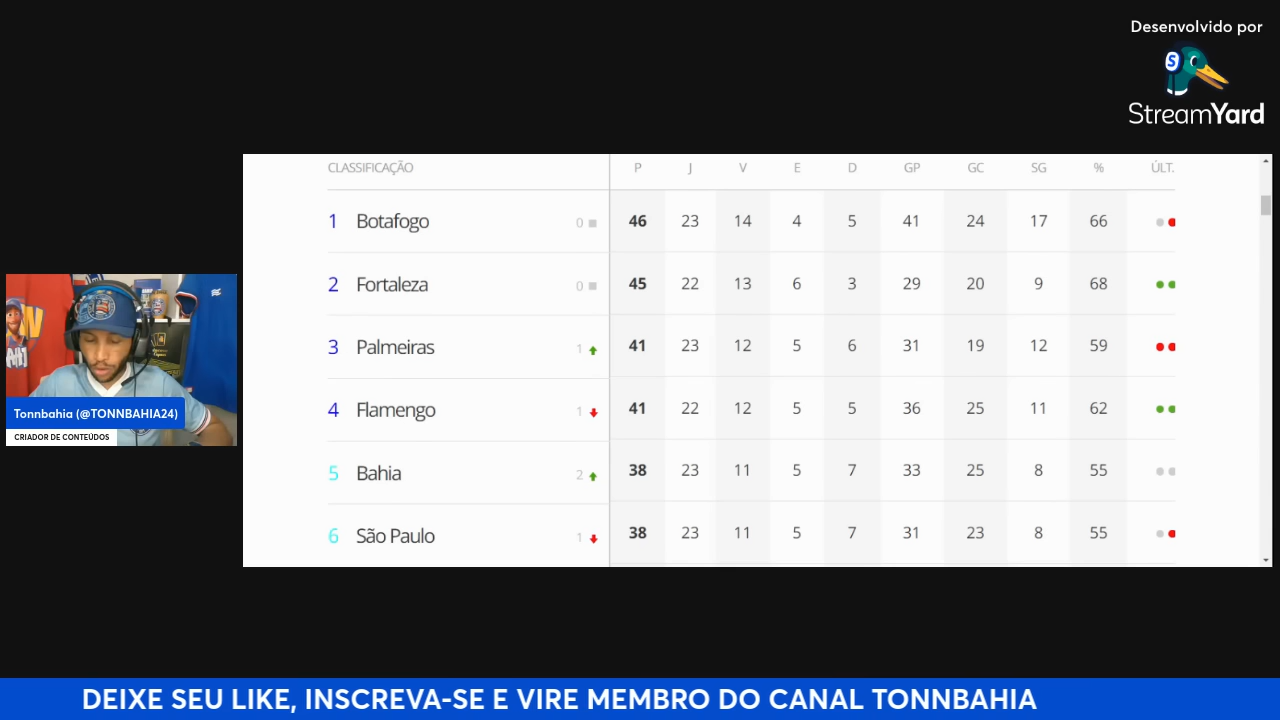 Desenvolvido por
StreamYard
CLASSIFICAÇÃO P J V E D GP GC SG % ÚLT.
1 Botafogo 0 46 23 14 4 5 41 24 17 66
2 Fortaleza 0 45 22 13 6 3 29 20 9 68
3 Palmeiras 1 41 23 12 5 6 31 19 12 59
4 Flamengo 1 41 22 12 5 5 36 25 11 62
5 Bahia 2 38 23 11 5 7 33 25 8 55
6 São Paulo 1 38 23 11 5 7 31 23 8 55
Tonnbahia (@TONNBAHIA24)
CRIADOR DE CONTEÚDOS
DEIXE SEU LIKE, INSCREVA-SE E VIRE MEMBRO DO CANAL TONNBAHIA